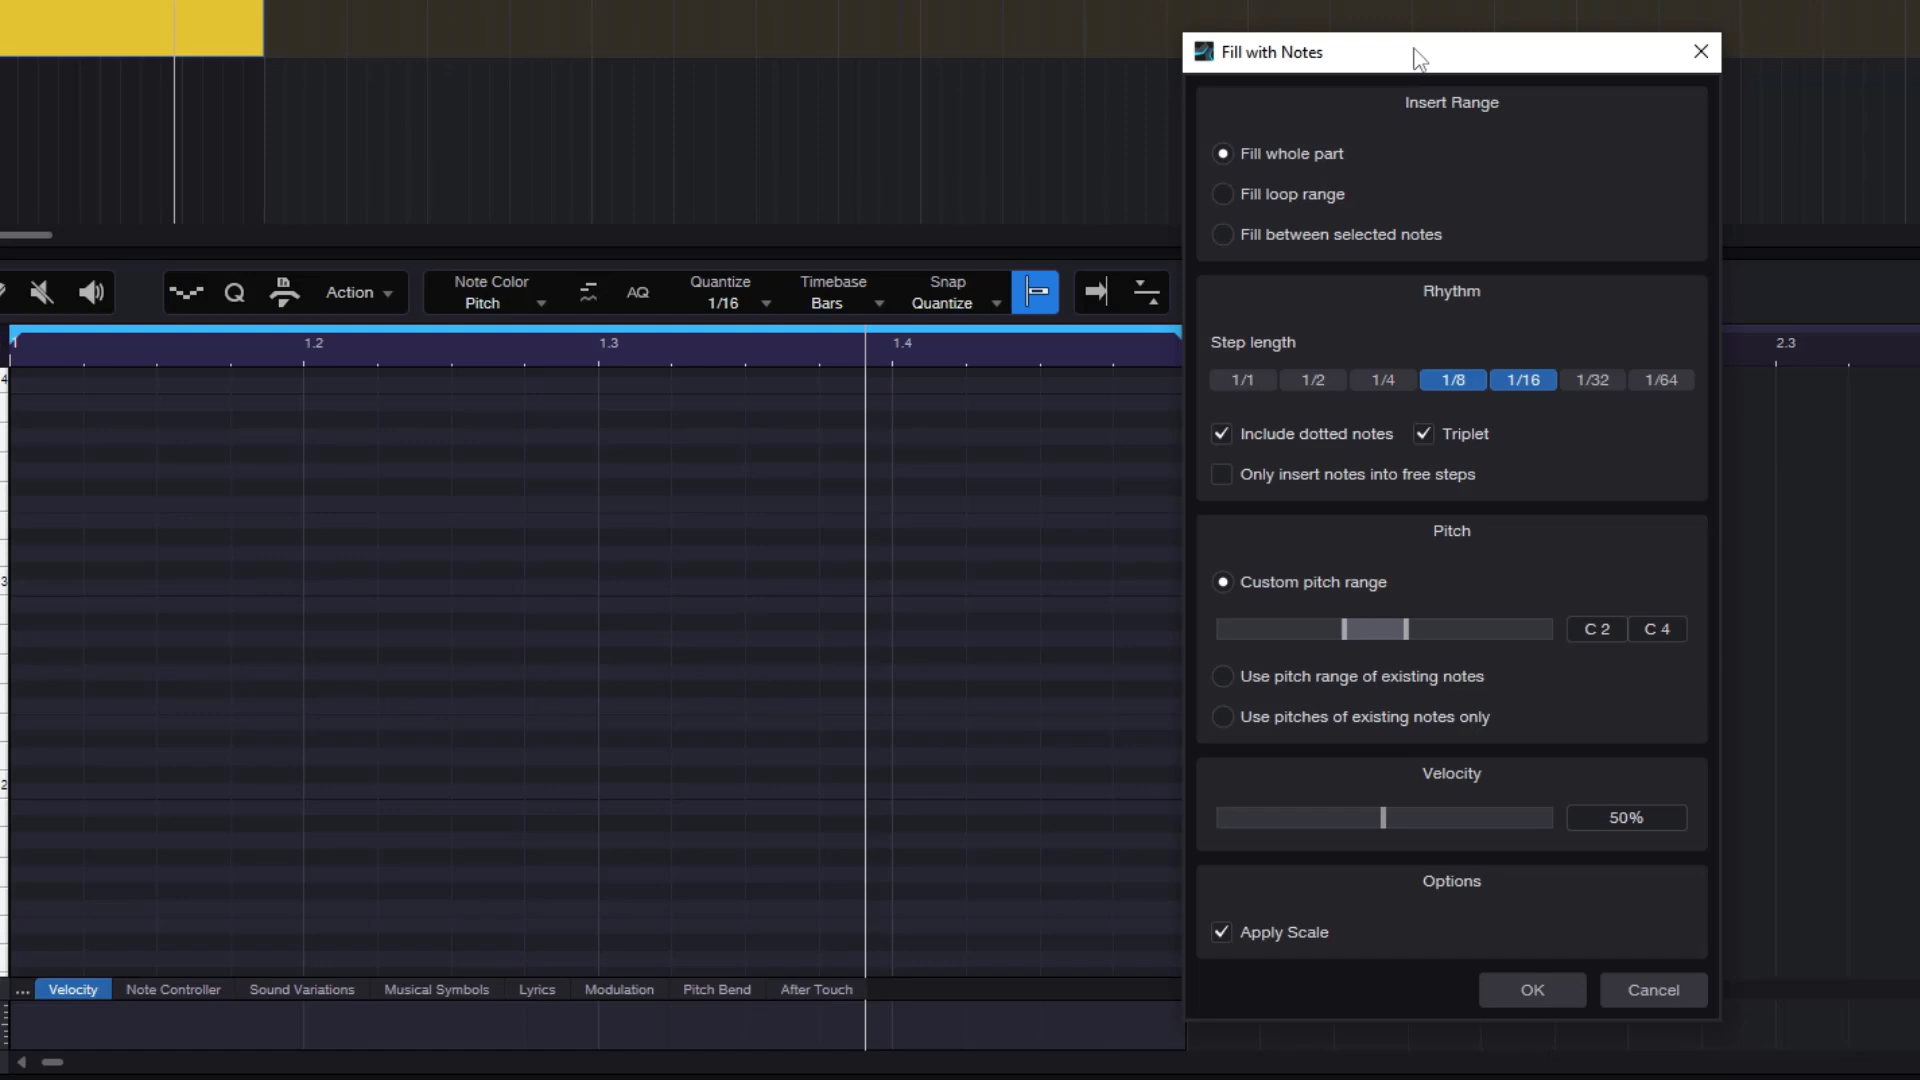 Fill with Notes
Insert Range
Fill whole part
Fill loop range
Fill between selected notes
Action
Note Color
Pitch
AQ
Quantize
1/16
Timebase
Bars
Snap
Quantize
Rhythm
1.2
1.3
1.4
2.3
Step length
1/1 1/2 1/4 1/8 1/16 1/32 1/64
4
Include dotted notes Triplet
Only insert notes into free steps
Pitch
Custom pitch range
3
C 2 C 4
Use pitch range of existing notes
Use pitches of existing notes only
Velocity
2
50%
Options
Apply Scale
... Velocity Note Controller Sound Variations Musical Symbols Lyrics Modulation Pitch Bend After Touch
OK Cancel